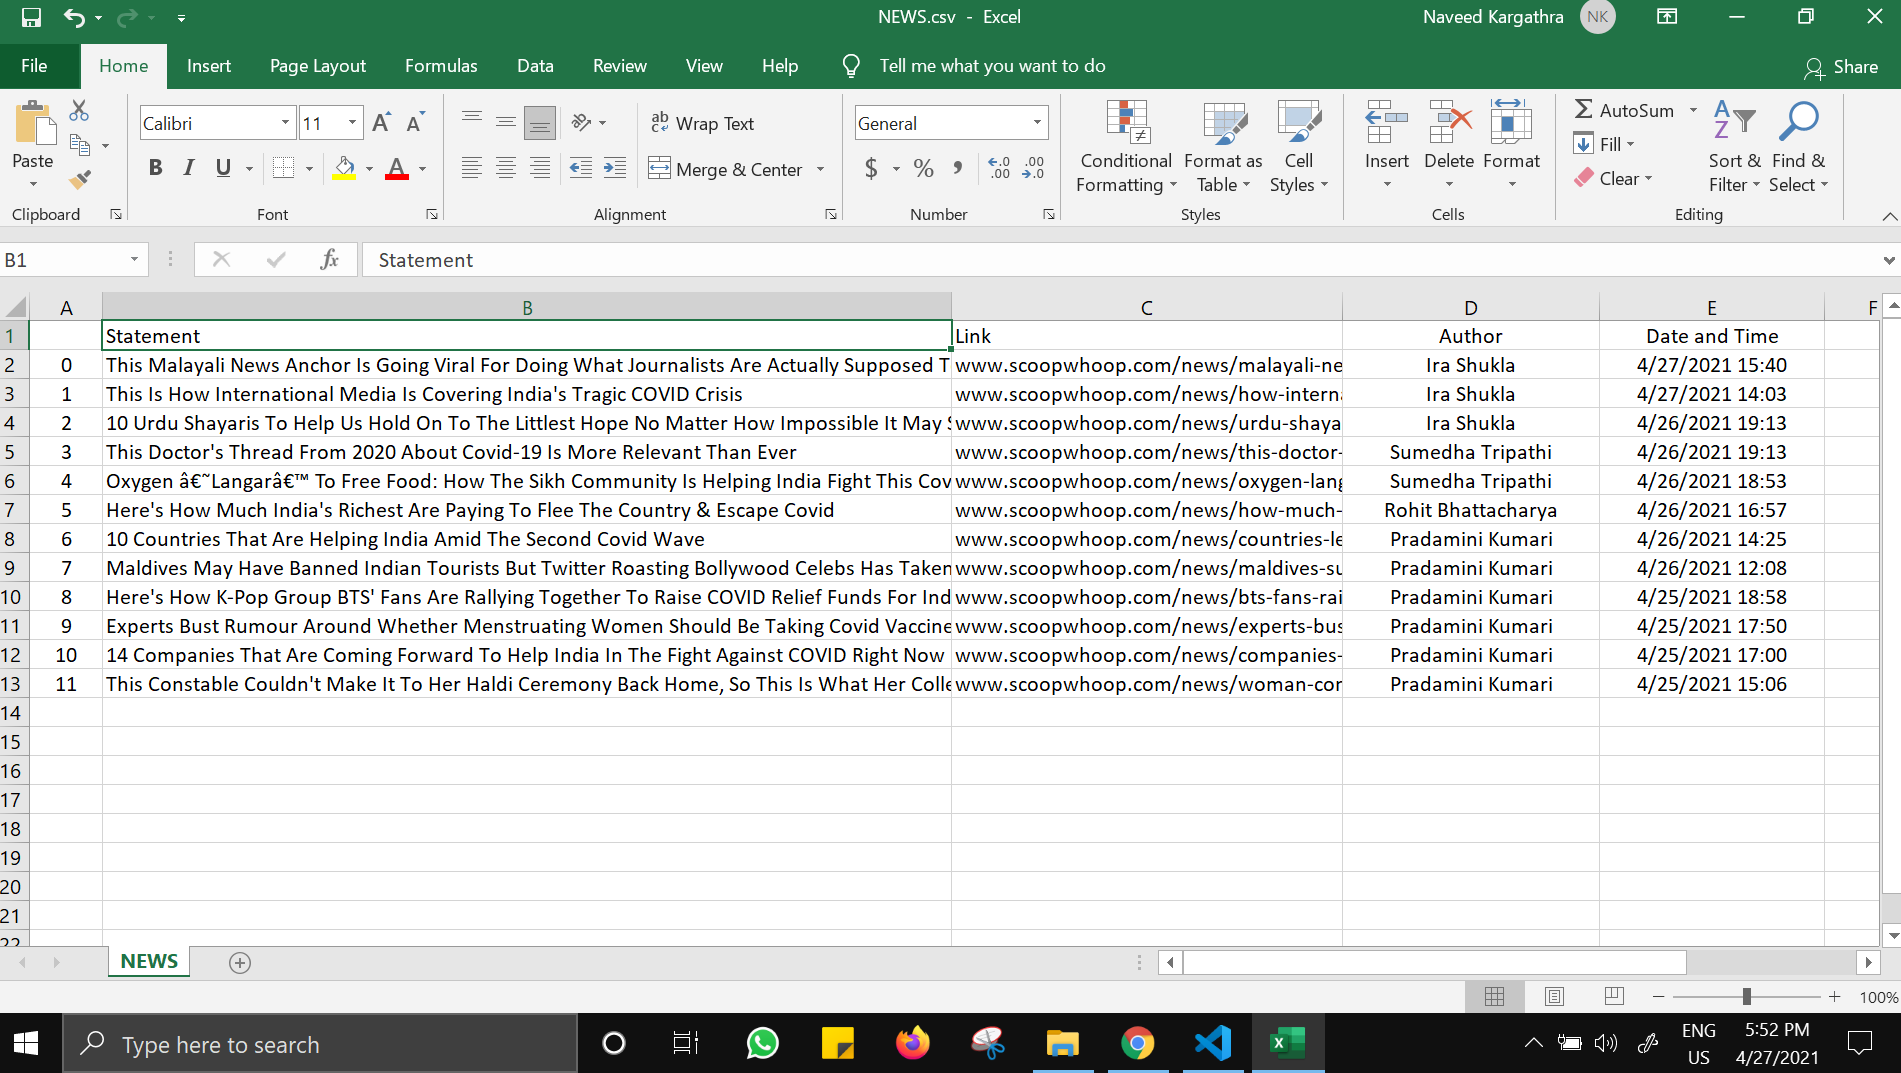 NEWS.csv - Excel
Naveed Kargathra NK
File Home Insert Page Layout Formulas Data Review View Help Tell me what you want to do Share
Calibri 11 ab Wrap Text General AutoSum
Paste B I U Merge & Center $ % Conditional Formatting Format as Table Cell Styles Insert Delete Format Fill Clear Sort & Filter Find & Select
Clipboard Font Alignment Number Styles Cells Editing
B1 fx Statement
A B C D E F
1 Statement Link Author Date and Time
2 0 This Malayali News Anchor Is Going Viral For Doing What Journalists Are Actually Supposed T www.scoopwhoop.com/news/malayali-ne Ira Shukla 4/27/2021 15:40
3 1 This Is How International Media Is Covering India's Tragic COVID Crisis www.scoopwhoop.com/news/how-interna Ira Shukla 4/27/2021 14:03
4 2 10 Urdu Shayaris To Help Us Hold On To The Littlest Hope No Matter How Impossible It May S www.scoopwhoop.com/news/urdu-shaya Ira Shukla 4/26/2021 19:13
5 3 This Doctor's Thread From 2020 About Covid-19 Is More Relevant Than Ever www.scoopwhoop.com/news/this-doctor- Sumedha Tripathi 4/26/2021 19:13
6 4 Oxygen â€˜Langarâ€™ To Free Food: How The Sikh Community Is Helping India Fight This Cov www.scoopwhoop.com/news/oxygen-lang Sumedha Tripathi 4/26/2021 18:53
7 5 Here's How Much India's Richest Are Paying To Flee The Country & Escape Covid www.scoopwhoop.com/news/how-much- Rohit Bhattacharya 4/26/2021 16:57
8 6 10 Countries That Are Helping India Amid The Second Covid Wave www.scoopwhoop.com/news/countries-le Pradamini Kumari 4/26/2021 14:25
9 7 Maldives May Have Banned Indian Tourists But Twitter Roasting Bollywood Celebs Has Taken www.scoopwhoop.com/news/maldives-su Pradamini Kumari 4/26/2021 12:08
10 8 Here's How K-Pop Group BTS' Fans Are Rallying Together To Raise COVID Relief Funds For Ind www.scoopwhoop.com/news/bts-fans-rai Pradamini Kumari 4/25/2021 18:58
11 9 Experts Bust Rumour Around Whether Menstruating Women Should Be Taking Covid Vaccine www.scoopwhoop.com/news/experts-bus Pradamini Kumari 4/25/2021 17:50
12 10 14 Companies That Are Coming Forward To Help India In The Fight Against COVID Right Now www.scoopwhoop.com/news/companies- Pradamini Kumari 4/25/2021 17:00
13 11 This Constable Couldn't Make It To Her Haldi Ceremony Back Home, So This Is What Her Colle www.scoopwhoop.com/news/woman-con Pradamini Kumari 4/25/2021 15:06
14
15
16
17
18
19
20
21
22
NEWS
100%
Type here to search ENG US 5:52 PM 4/27/2021